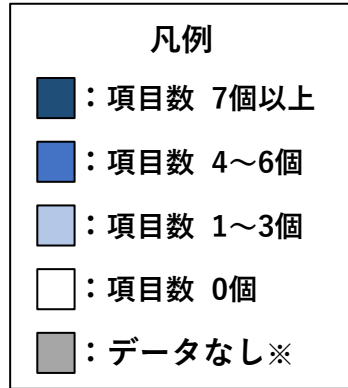 凡例
：項目数 7個以上
：項目数 4～6個
：項目数 1～3個
：項目数 0個
：データなし※